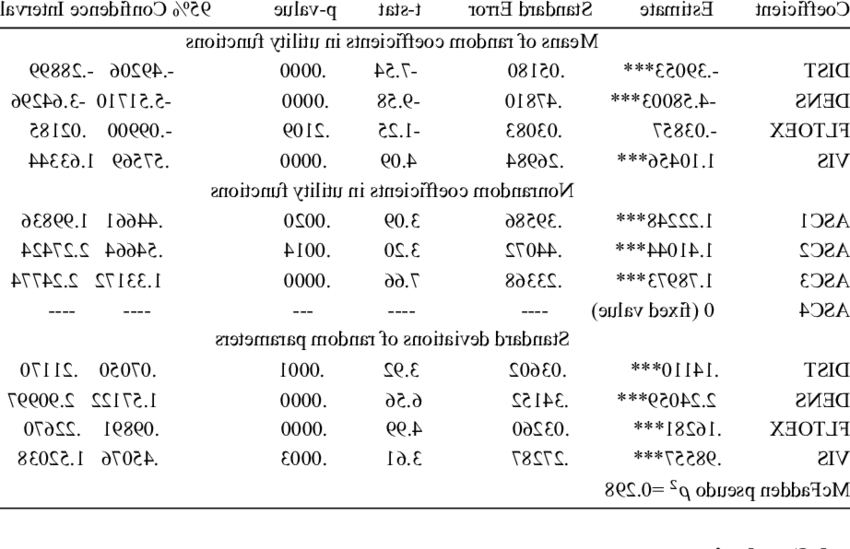 Coefficient Estimate Standard Error t-stat p-value 95% Confidence Interval
Means of random coefficients in utility functions
DIST -.39053*** .05180 -7.54 .0000 -.49206 -.28899
DENS -4.58003*** .47810 -9.58 .0000 -5.51710 -3.64296
FLTOEX -.03857 .03083 -1.25 .2109 -.09900 .02185
VIS 1.10456*** .26984 4.09 .0000 .57569 1.63344
Nonrandom coefficients in utility functions
ASC1 1.22248*** .39586 3.09 .0020 .44661 1.99836
ASC2 1.41044*** .44072 3.20 .0014 .54664 2.27424
ASC3 1.78973*** .23368 7.66 .0000 1.33172 2.24774
ASC4 0 (fixed value) ---- ---- --- ---- ----
Standard deviations of random parameters
DIST .14110*** .03602 3.92 .0001 .07050 .21170
DENS 2.24059*** .34152 6.56 .0000 1.57122 2.90997
FLTOEX .16281*** .03260 4.99 .0000 .09891 .22670
VIS .98557*** .27287 3.61 .0003 .45076 1.52038
McFadden pseudo ρ² =0.298